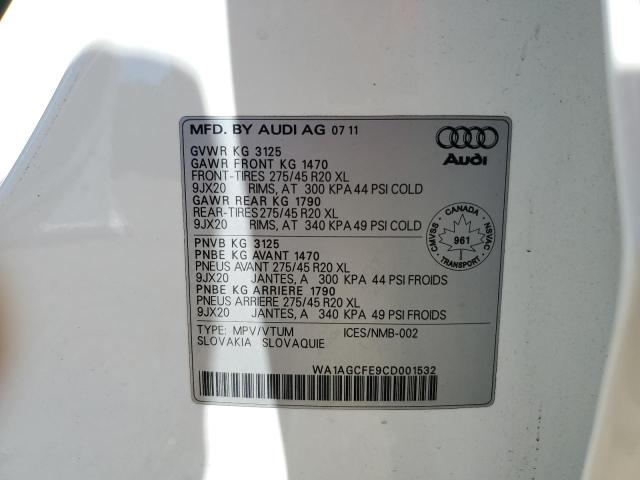 MFD. BY AUDI AG 07 11
Audi
GVWR KG 3125
GAWR FRONT KG 1470
FRONT-TIRES 275/45 R20 XL
9JX20 RIMS, AT 300 KPA 44 PSI COLD
GAWR REAR KG 1790
REAR-TIRES 275/45 R20 XL
9JX20 RIMS, AT 340 KPA 49 PSI COLD
CANADA
CMVSS
NSVAC
961
TRANSPORT
PNVB KG 3125
PNBE KG AVANT 1470
PNEUS AVANT 275/45 R20 XL
9JX20 JANTES, A 300 KPA 44 PSI FROIDS
PNBE KG ARRIERE 1790
PNEUS ARRIERE 275/45 R20 XL
9JX20 JANTES, A 340 KPA 49 PSI FROIDS
TYPE: MPV/VTUM ICES/NMB-002
SLOVAKIA SLOVAQUIE
WA1AGCFE9CD001532